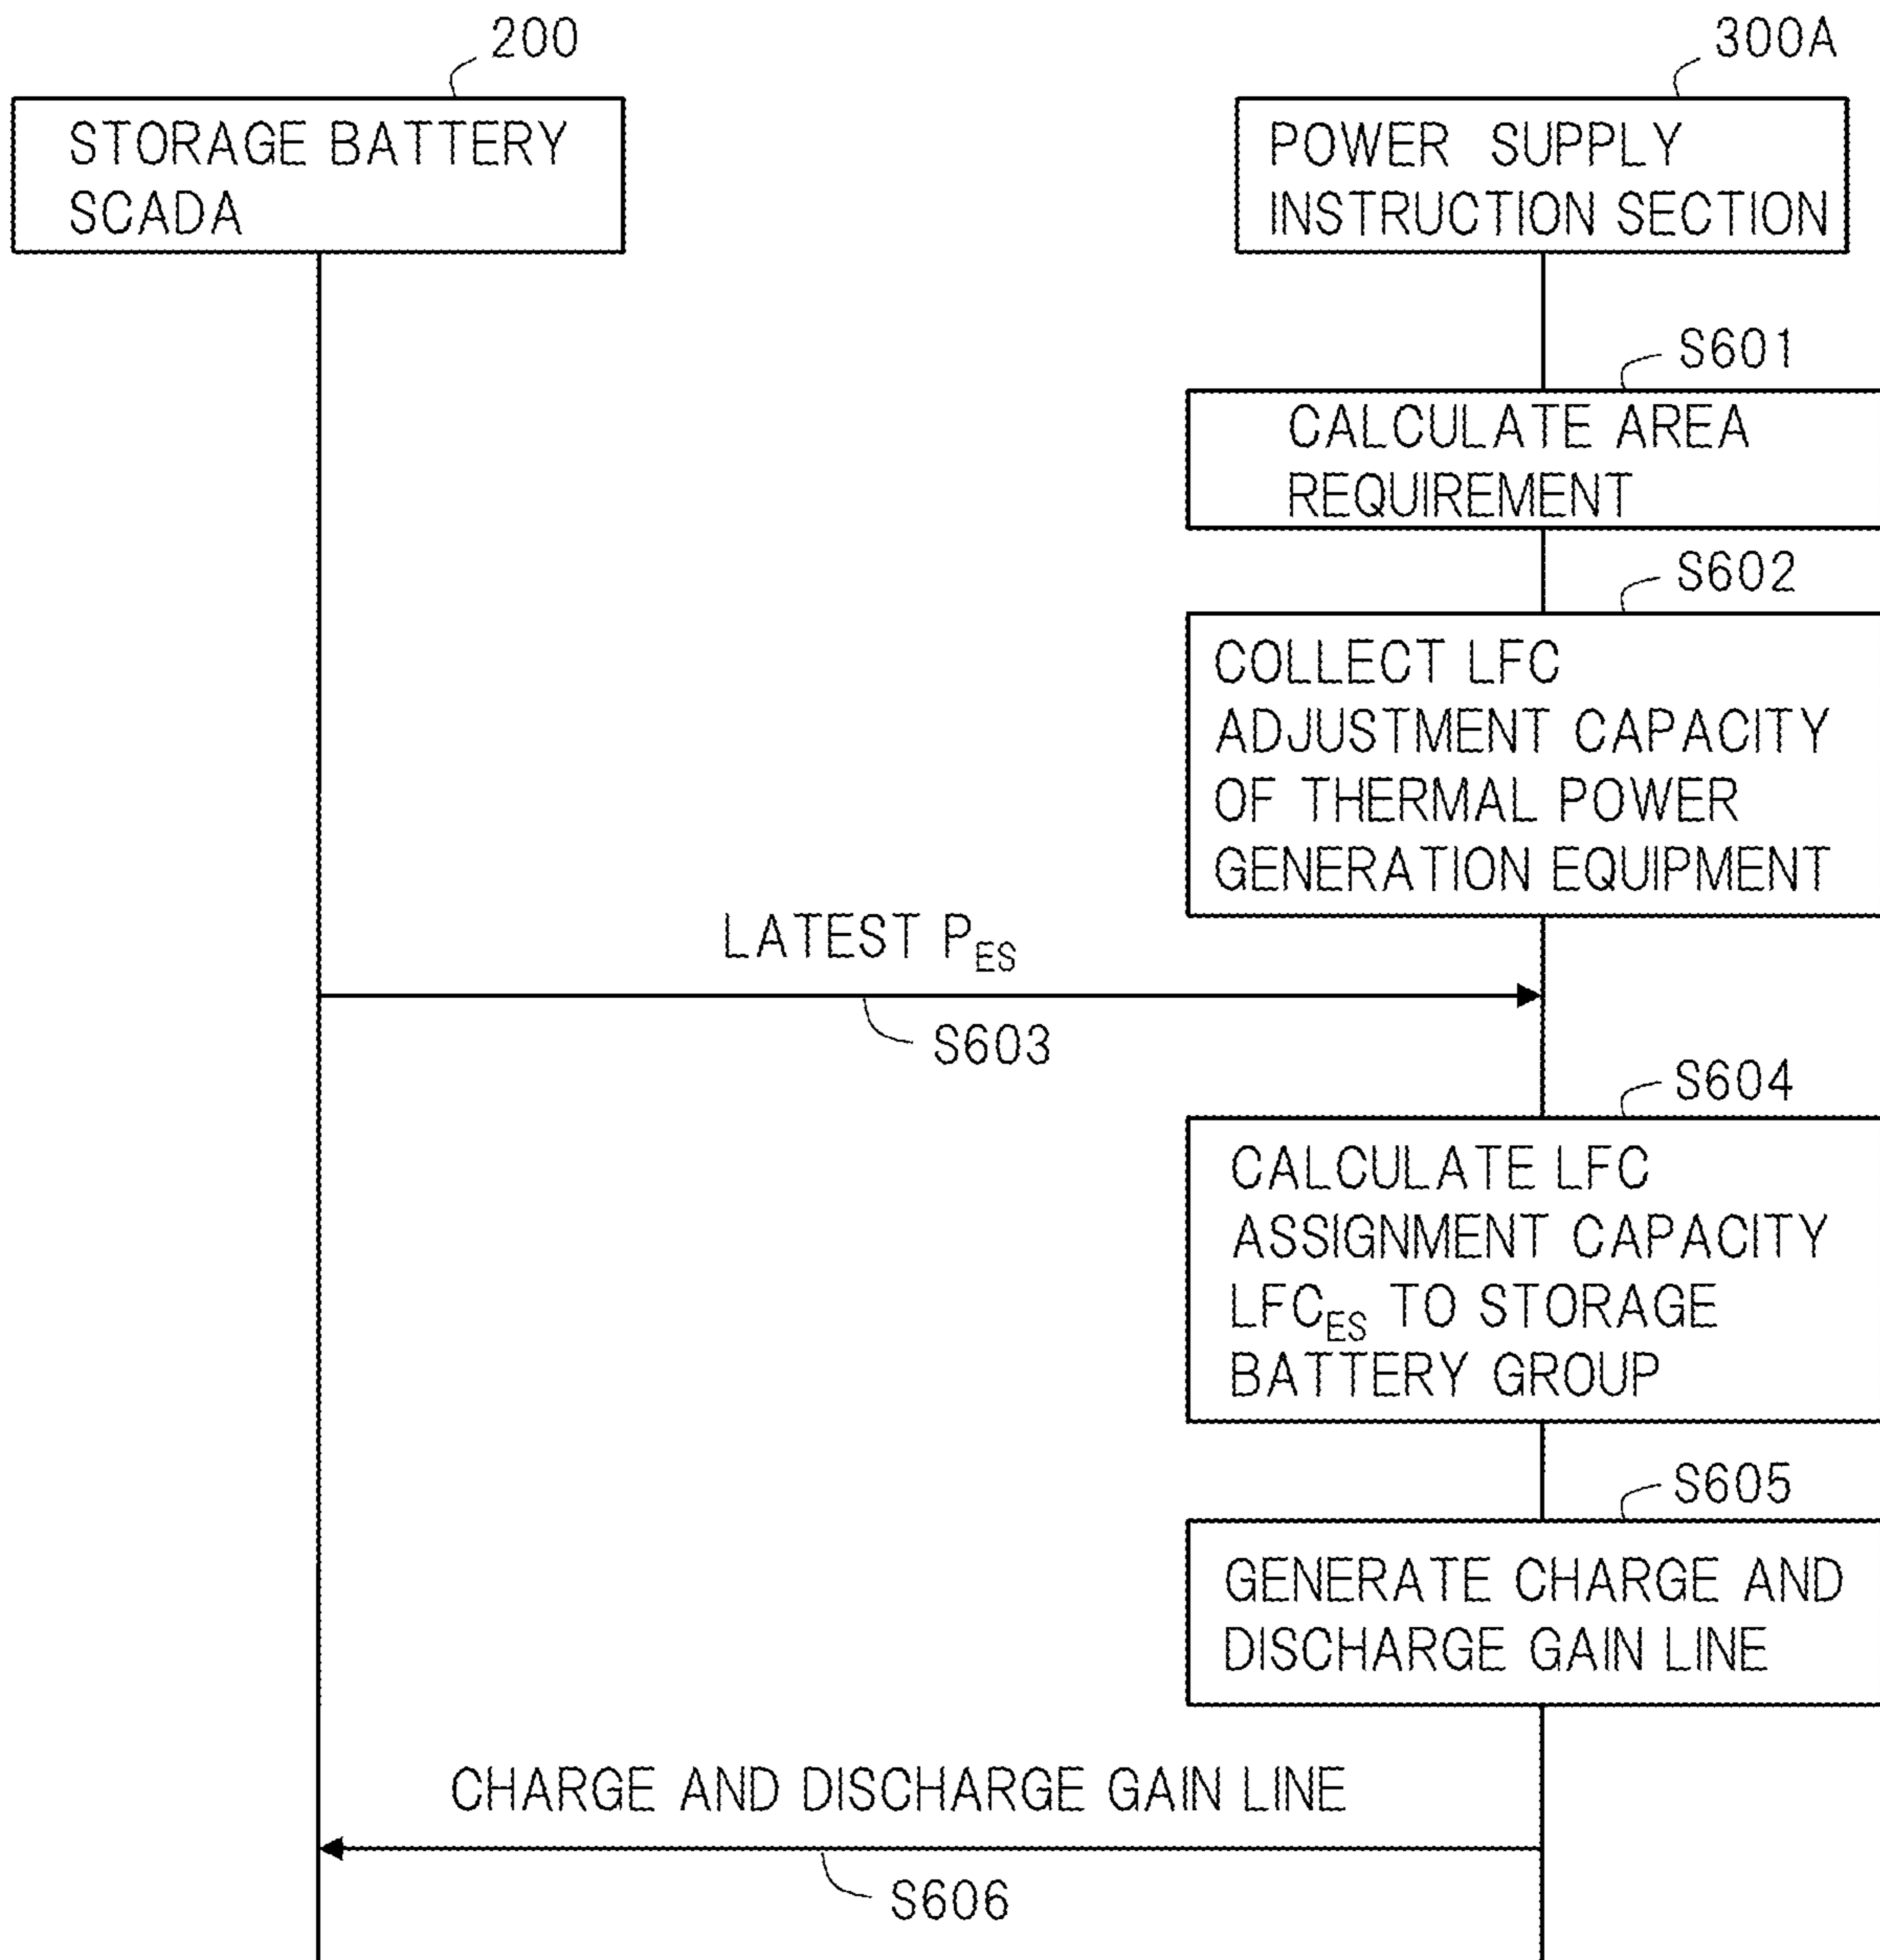 200
300A
STORAGE BATTERY
SCADA
POWER SUPPLY
INSTRUCTION SECTION
S601
CALCULATE AREA
REQUIREMENT
S602
COLLECT LFC
ADJUSTMENT CAPACITY
OF THERMAL POWER
GENERATION EQUIPMENT
LATEST P_ES
S603
S604
CALCULATE LFC
ASSIGNMENT CAPACITY
LFC_ES TO STORAGE
BATTERY GROUP
S605
GENERATE CHARGE AND
DISCHARGE GAIN LINE
CHARGE AND DISCHARGE GAIN LINE
S606